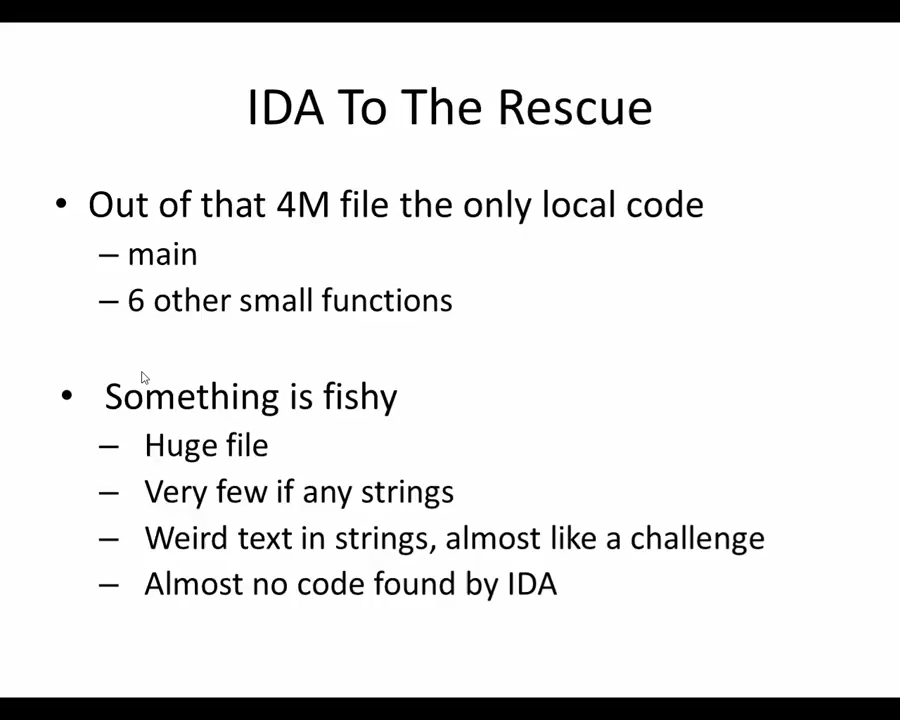 IDA To The Rescue
• Out of that 4M file the only local code
– main
– 6 other small functions
• Something is fishy
– Huge file
– Very few if any strings
– Weird text in strings, almost like a challenge
– Almost no code found by IDA